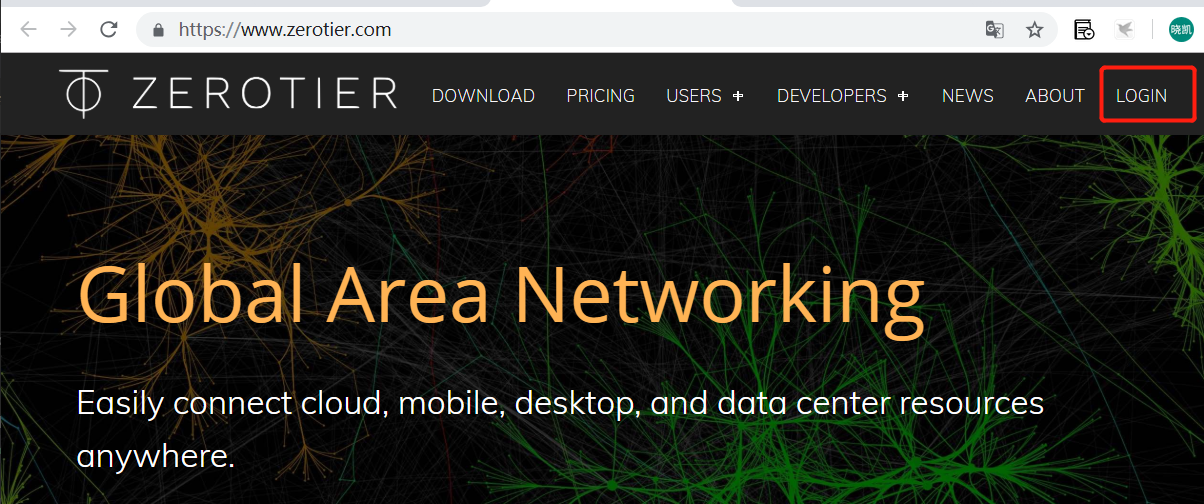 https://www.zerotier.com
晓凯
ZEROTIER DOWNLOAD PRICING USERS + DEVELOPERS + NEWS ABOUT LOGIN
Global Area Networking
Easily connect cloud, mobile, desktop, and data center resources
anywhere.